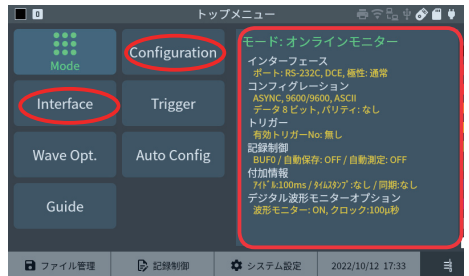 0 トップメニュー
Mode
Configuration
Interface
Trigger
Wave Opt.
Auto Config
Guide
モード: オンラインモニター
インターフェース
ポート: RS-232C, DCE, 極性: 通常
コンフィグレーション
ASYNC, 9600/9600, ASCII
データ 8 ビット, パリティ: なし
トリガー
有効トリガーNo: 無し
記録制御
BUF0 / 自動保存: OFF / 自動測定: OFF
付加情報
ｱｲﾄﾞﾙ:100ms / ﾀｲﾑｽﾀﾝﾌﾟ:なし / 同期:なし
デジタル波形モニターオプション
波形モニター: ON, クロック:100μ秒
ファイル管理 記録制御 システム設定 2022/10/12 17:33